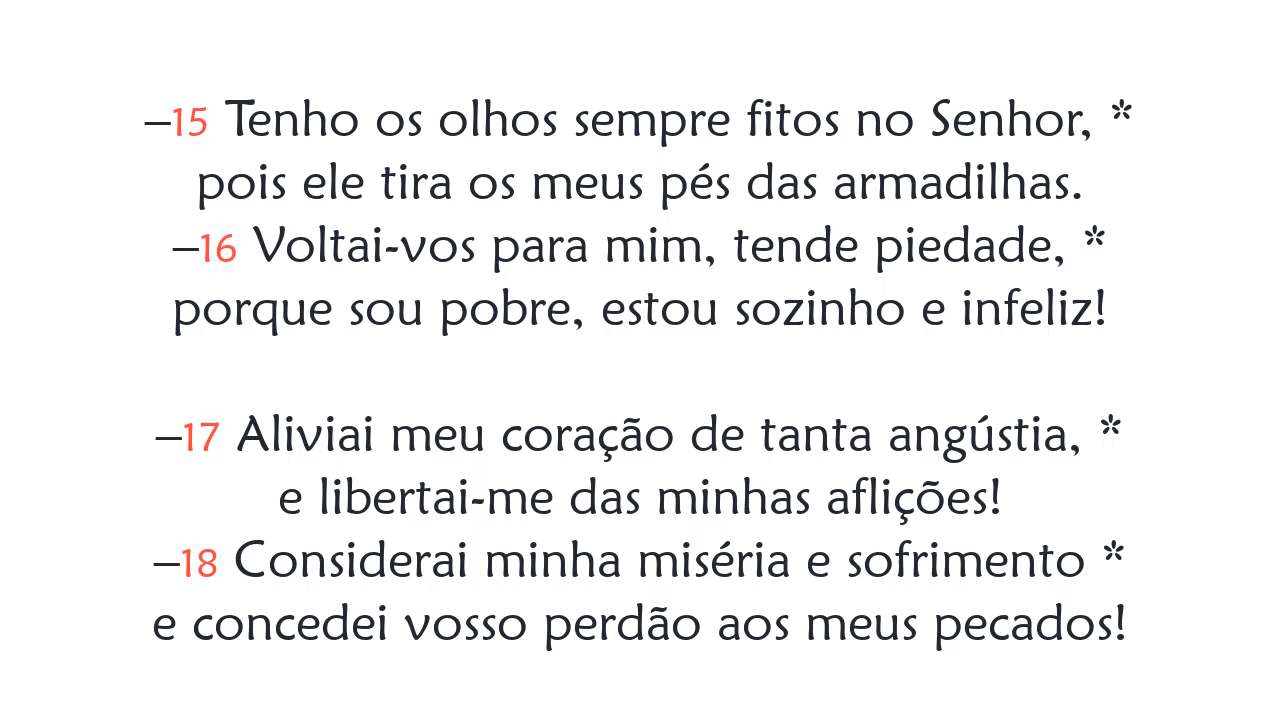 –15 Tenho os olhos sempre fitos no Senhor, *
pois ele tira os meus pés das armadilhas.
–16 Voltai-vos para mim, tende piedade, *
porque sou pobre, estou sozinho e infeliz!
–17 Aliviai meu coração de tanta angústia, *
e libertai-me das minhas aflições!
–18 Considerai minha miséria e sofrimento *
e concedei vosso perdão aos meus pecados!